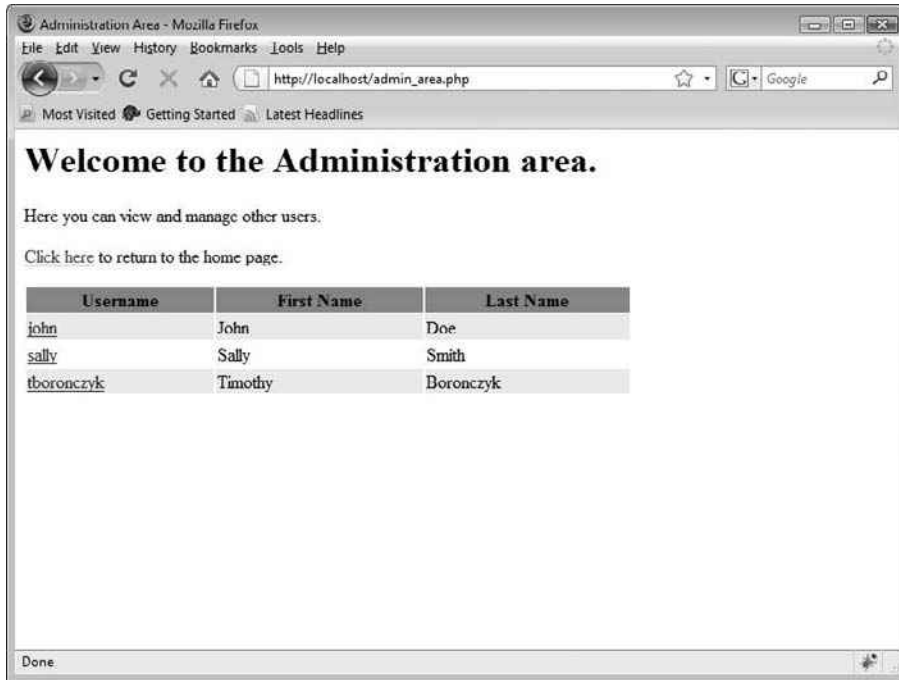 Administration Area - Mozilla Firefox
File Edit View History Bookmarks Tools Help
http://localhost/admin_area.php
G Google
Most Visited Getting Started Latest Headlines
Welcome to the Administration area.
Here you can view and manage other users.
Click here to return to the home page.
Username First Name Last Name
john John Doe
sally Sally Smith
tboronczyk Timothy Boronczyk
Done